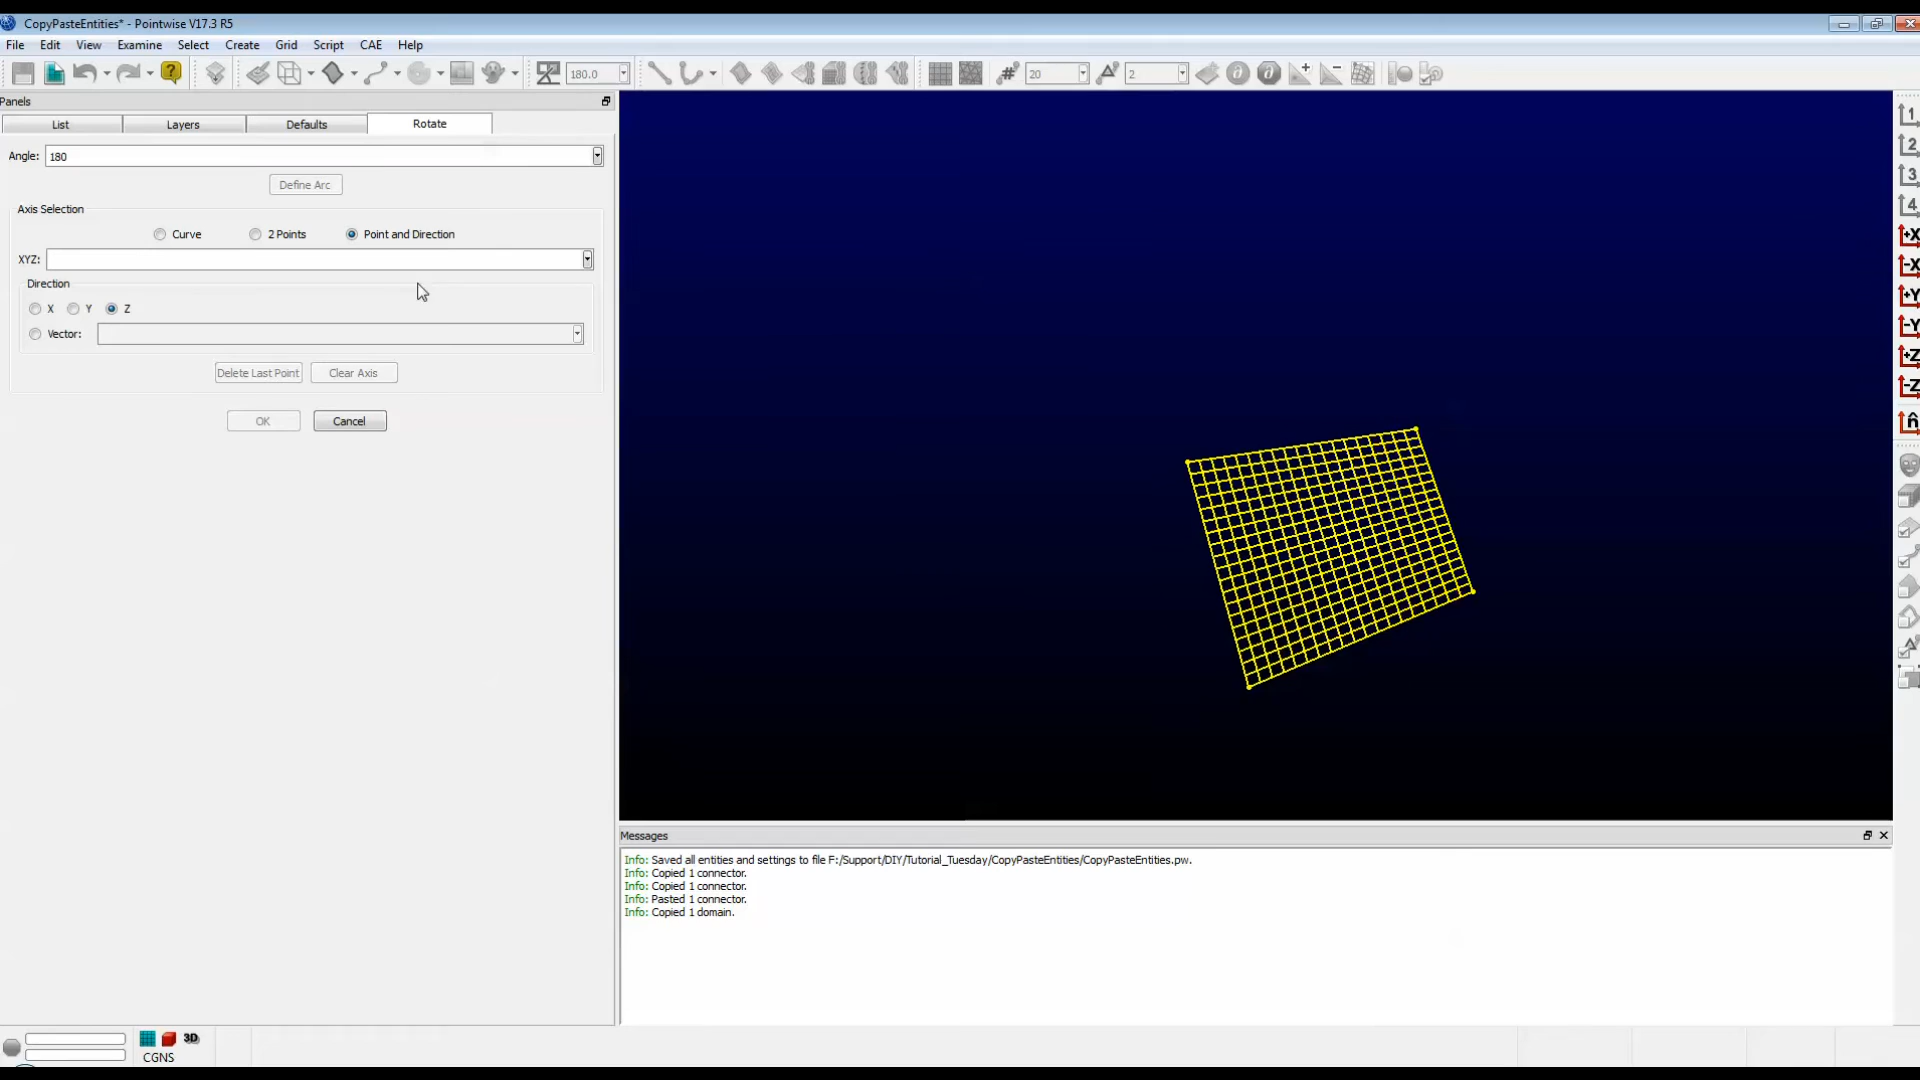 CopyPasteEntities* - Pointwise V17.3 R5
File Edit View Examine Select Create Grid Script CAE Help
180.0 20 2
Panels
List Layers Defaults Rotate
Angle: 180
Define Arc
Axis Selection
Curve 2 Points Point and Direction
XYZ:
Direction
X Y Z
Vector:
Delete Last Point Clear Axis
OK Cancel
1
2
3
4
+X
-X
+Y
-Y
+Z
-Z
n̂
Messages
Info: Saved all entities and settings to file F:/Support/DIY/Tutorial_Tuesday/CopyPasteEntities/CopyPasteEntities.pw.
Info: Copied 1 connector.
Info: Copied 1 connector.
Info: Pasted 1 connector.
Info: Copied 1 domain.
3D
CGNS